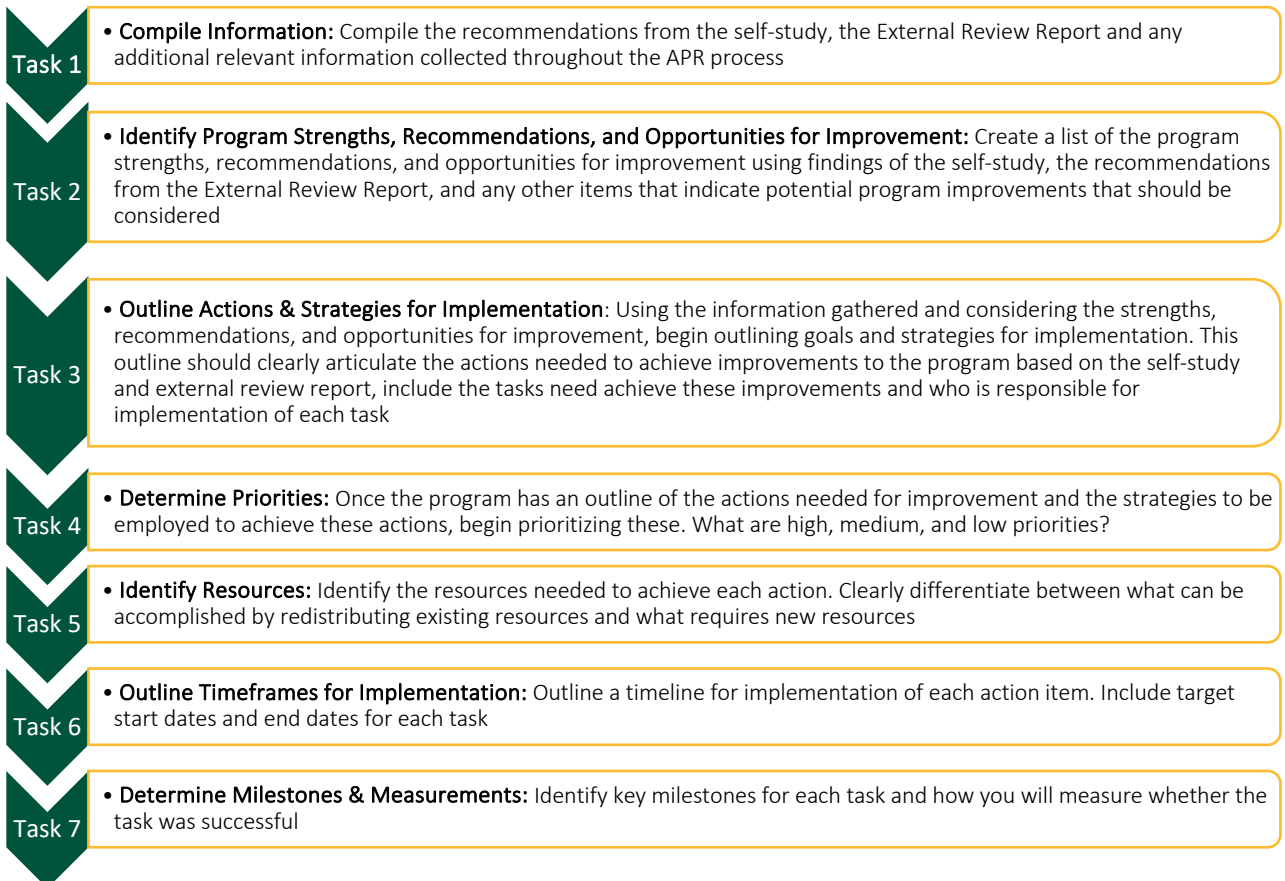 Task 1
• Compile Information: Compile the recommendations from the self-study, the External Review Report and any
additional relevant information collected throughout the APR process
Task 2
• Identify Program Strengths, Recommendations, and Opportunities for Improvement: Create a list of the program
strengths, recommendations, and opportunities for improvement using findings of the self-study, the recommendations
from the External Review Report, and any other items that indicate potential program improvements that should be
considered
Task 3
• Outline Actions & Strategies for Implementation: Using the information gathered and considering the strengths,
recommendations, and opportunities for improvement, begin outlining goals and strategies for implementation. This
outline should clearly articulate the actions needed to achieve improvements to the program based on the self-study
and external review report, include the tasks need achieve these improvements and who is responsible for
implementation of each task
Task 4
• Determine Priorities: Once the program has an outline of the actions needed for improvement and the strategies to be
employed to achieve these actions, begin prioritizing these. What are high, medium, and low priorities?
Task 5
• Identify Resources: Identify the resources needed to achieve each action. Clearly differentiate between what can be
accomplished by redistributing existing resources and what requires new resources
Task 6
• Outline Timeframes for Implementation: Outline a timeline for implementation of each action item. Include target
start dates and end dates for each task
Task 7
• Determine Milestones & Measurements: Identify key milestones for each task and how you will measure whether the
task was successful